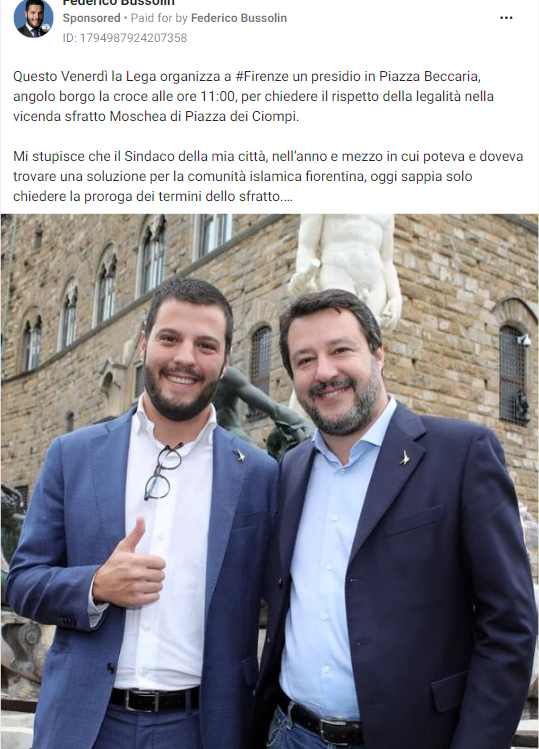 Federico Bussolin
Sponsored • Paid for by Federico Bussolin
ID: 1794987924207358
Questo Venerdì la Lega organizza a #Firenze un presidio in Piazza Beccaria,
angolo borgo la croce alle ore 11:00, per chiedere il rispetto della legalità nella
vicenda sfratto Moschea di Piazza dei Ciompi.
Mi stupisce che il Sindaco della mia città, nell'anno e mezzo in cui poteva e doveva
trovare una soluzione per la comunità islamica fiorentina, oggi sappia solo
chiedere la proroga dei termini dello sfratto....